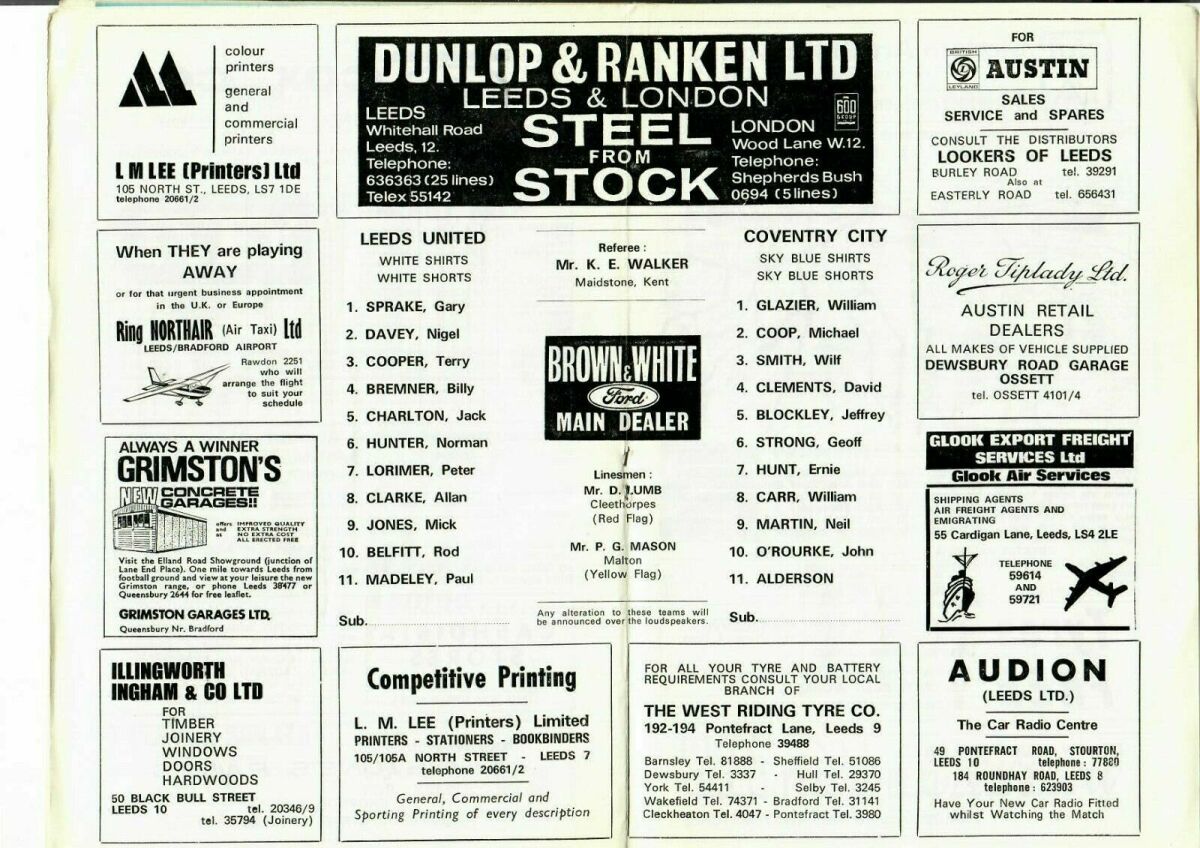 colour
printers
general
and
commercial
printers
L M LEE (Printers) Ltd
105 NORTH ST., LEEDS, LS7 1DE
telephone 20661/2
DUNLOP & RANKEN LTD
LEEDS & LONDON
LEEDS
Whitehall Road
Leeds, 12.
Telephone:
636363 (25 lines)
Telex 55142
STEEL
FROM
STOCK
600
GROUP
LONDON
Wood Lane W.12.
Telephone:
Shepherds Bush
0694 (5 lines)
FOR
BRITISH
LEYLAND
AUSTIN
SALES
SERVICE and SPARES
CONSULT THE DISTRIBUTORS
LOOKERS OF LEEDS
BURLEY ROAD tel. 39291
Also at
EASTERLY ROAD tel. 656431
When THEY are playing
AWAY
or for that urgent business appointment
in the U.K. or Europe
Ring NORTHAIR (Air Taxi) Ltd
LEEDS/BRADFORD AIRPORT
Rawdon 2251
who will
arrange the flight
to suit your
schedule
LEEDS UNITED
WHITE SHIRTS
WHITE SHORTS
1. SPRAKE, Gary
2. DAVEY, Nigel
3. COOPER, Terry
4. BREMNER, Billy
5. CHARLTON, Jack
6. HUNTER, Norman
7. LORIMER, Peter
8. CLARKE, Allan
9. JONES, Mick
10. BELFITT, Rod
11. MADELEY, Paul
Sub.
Referee :
Mr. K. E. WALKER
Maidstone, Kent
BROWN & WHITE
Ford
MAIN DEALER
Linesmen :
Mr. D. LUMB
Cleethorpes
(Red Flag)
Mr. P. G. MASON
Malton
(Yellow Flag)
Any alteration to these teams will
be announced over the loudspeakers.
COVENTRY CITY
SKY BLUE SHIRTS
SKY BLUE SHORTS
1. GLAZIER, William
2. COOP, Michael
3. SMITH, Wilf
4. CLEMENTS, David
5. BLOCKLEY, Jeffrey
6. STRONG, Geoff
7. HUNT, Ernie
8. CARR, William
9. MARTIN, Neil
10. O'ROURKE, John
11. ALDERSON
Sub.
Roger Tiplady Ltd.
AUSTIN RETAIL
DEALERS
ALL MAKES OF VEHICLE SUPPLIED
DEWSBURY ROAD GARAGE
OSSETT
tel. OSSETT 4101/4
ALWAYS A WINNER
GRIMSTON'S
NEW CONCRETE
GARAGES!!
offers IMPROVED QUALITY
and EXTRA STRENGTH
at NO EXTRA COST
ALL ERECTED FREE
Visit the Elland Road Showground (junction of
Lane End Place). One mile towards Leeds from
football ground and view at your leisure the new
Grimston range, or phone Leeds 38477 or
Queensbury 2644 for free leaflet.
GRIMSTON GARAGES LTD.
Queensbury Nr. Bradford
GLOOK EXPORT FREIGHT
SERVICES Ltd
Glook Air Services
SHIPPING AGENTS
AIR FREIGHT AGENTS AND
EMIGRATING
55 Cardigan Lane, Leeds, LS4 2LE
TELEPHONE
59614
AND
59721
ILLINGWORTH
INGHAM & CO LTD
FOR
TIMBER
JOINERY
WINDOWS
DOORS
HARDWOODS
50 BLACK BULL STREET
LEEDS 10 tel. 20346/9
tel. 35794 (Joinery)
Competitive Printing
L. M. LEE (Printers) Limited
PRINTERS - STATIONERS - BOOKBINDERS
105/105A NORTH STREET - LEEDS 7
telephone 20661/2
General, Commercial and
Sporting Printing of every description
FOR ALL YOUR TYRE AND BATTERY
REQUIREMENTS CONSULT YOUR LOCAL
BRANCH OF
THE WEST RIDING TYRE CO.
192-194 Pontefract Lane, Leeds 9
Telephone 39488
Barnsley Tel. 81888 - Sheffield Tel. 51086
Dewsbury Tel. 3337 - Hull Tel. 29370
York Tel. 54411 - Selby Tel. 3245
Wakefield Tel. 74371 - Bradford Tel. 31141
Cleckheaton Tel. 4047 - Pontefract Tel. 3980
AUDION
(LEEDS LTD.)
The Car Radio Centre
49 PONTEFRACT ROAD, STOURTON,
LEEDS 10 telephone : 77820
184 ROUNDHAY ROAD, LEEDS 8
telephone : 623903
Have Your New Car Radio Fitted
whilst Watching the Match